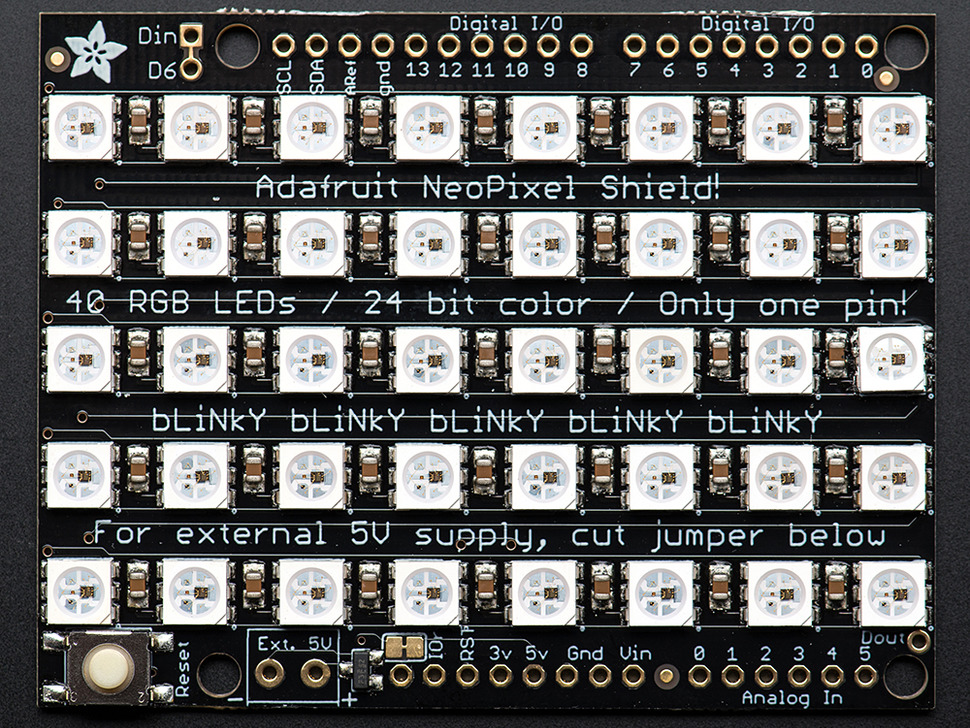 Digital I/O Digital I/O
Din
D6
SCL SDA ARef gnd 13 12 11 10 9 8 7 6 5 4 3 2 1 0
Adafruit NeoPixel Shield!
40 RGB LEDs / 24 bit color / Only one pin!
bLiNkY bLiNkY bLiNkY bLiNkY bLiNkY
For external 5V supply, cut jumper below
Reset
Ext. 5V
- +
RST 3v 5v Gnd Vin 0 1 2 3 4 5
Dout
Analog In